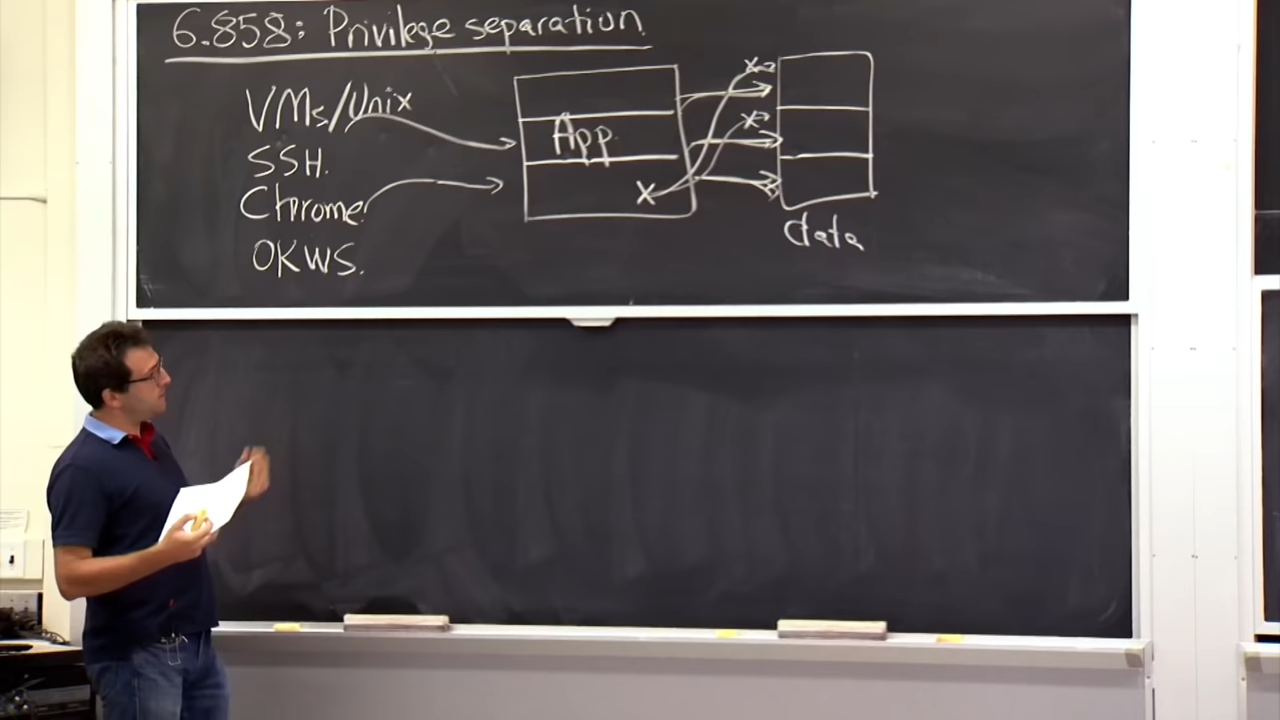 6.858: Privilege separation
VMs/Unix
SSH.
Chrome
OKWS.
App
data